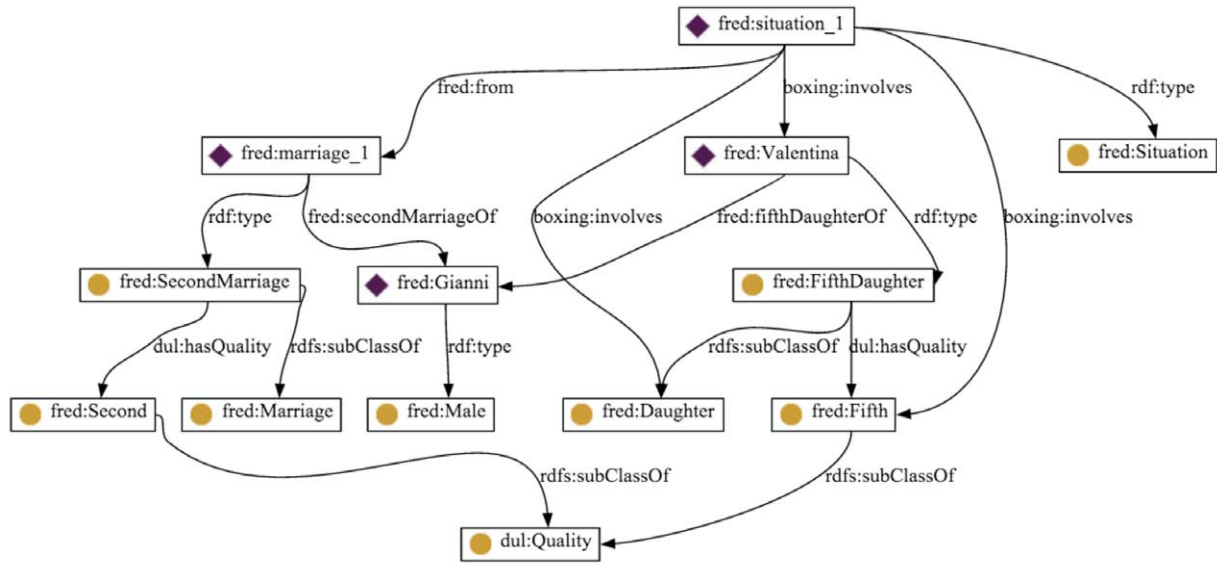 fred:situation_1
fred:from
boxing:involves
rdf:type
fred:marriage_1
fred:Valentina
fred:Situation
rdf:type
fred:secondMarriageOf
boxing:involves
fred:fifthDaughterOf
rdf:type
boxing:involves
fred:SecondMarriage
fred:Gianni
fred:FifthDaughter
dul:hasQuality
rdfs:subClassOf
rdf:type
rdfs:subClassOf
dul:hasQuality
fred:Second
fred:Marriage
fred:Male
fred:Daughter
fred:Fifth
rdfs:subClassOf
rdfs:subClassOf
dul:Quality